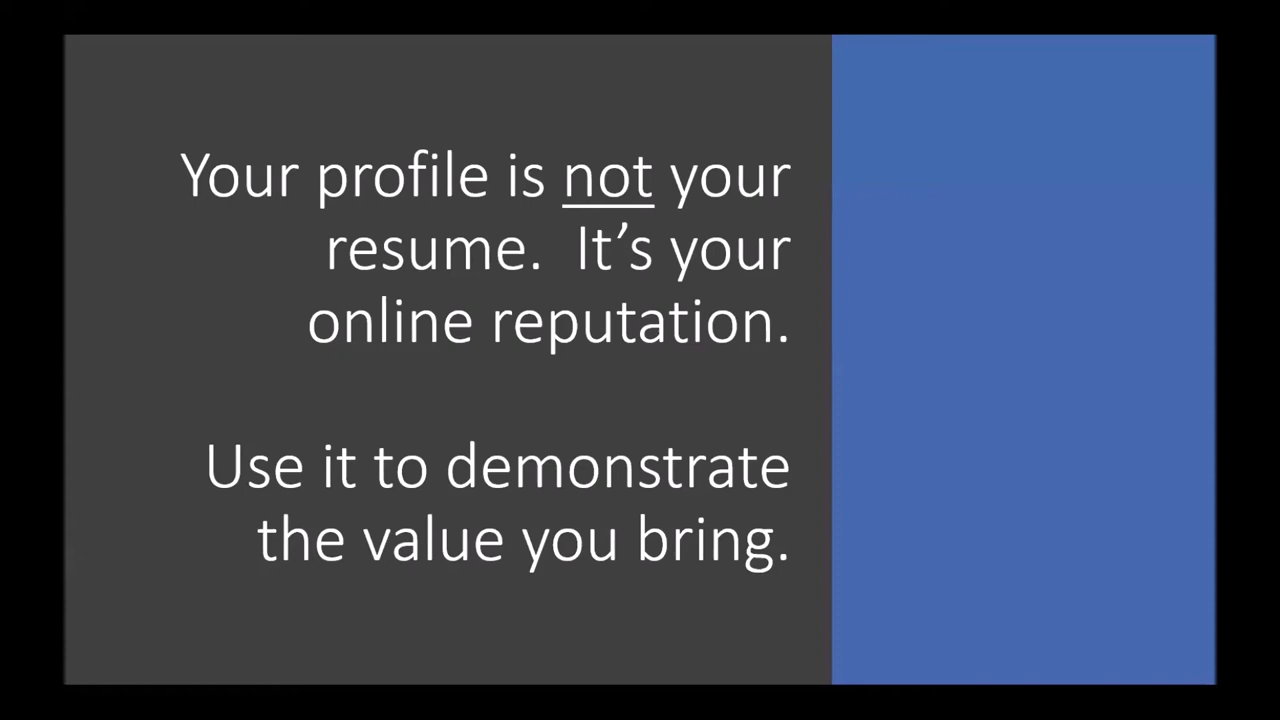 Your profile is not your
resume.  It’s your
online reputation.
Use it to demonstrate
the value you bring.